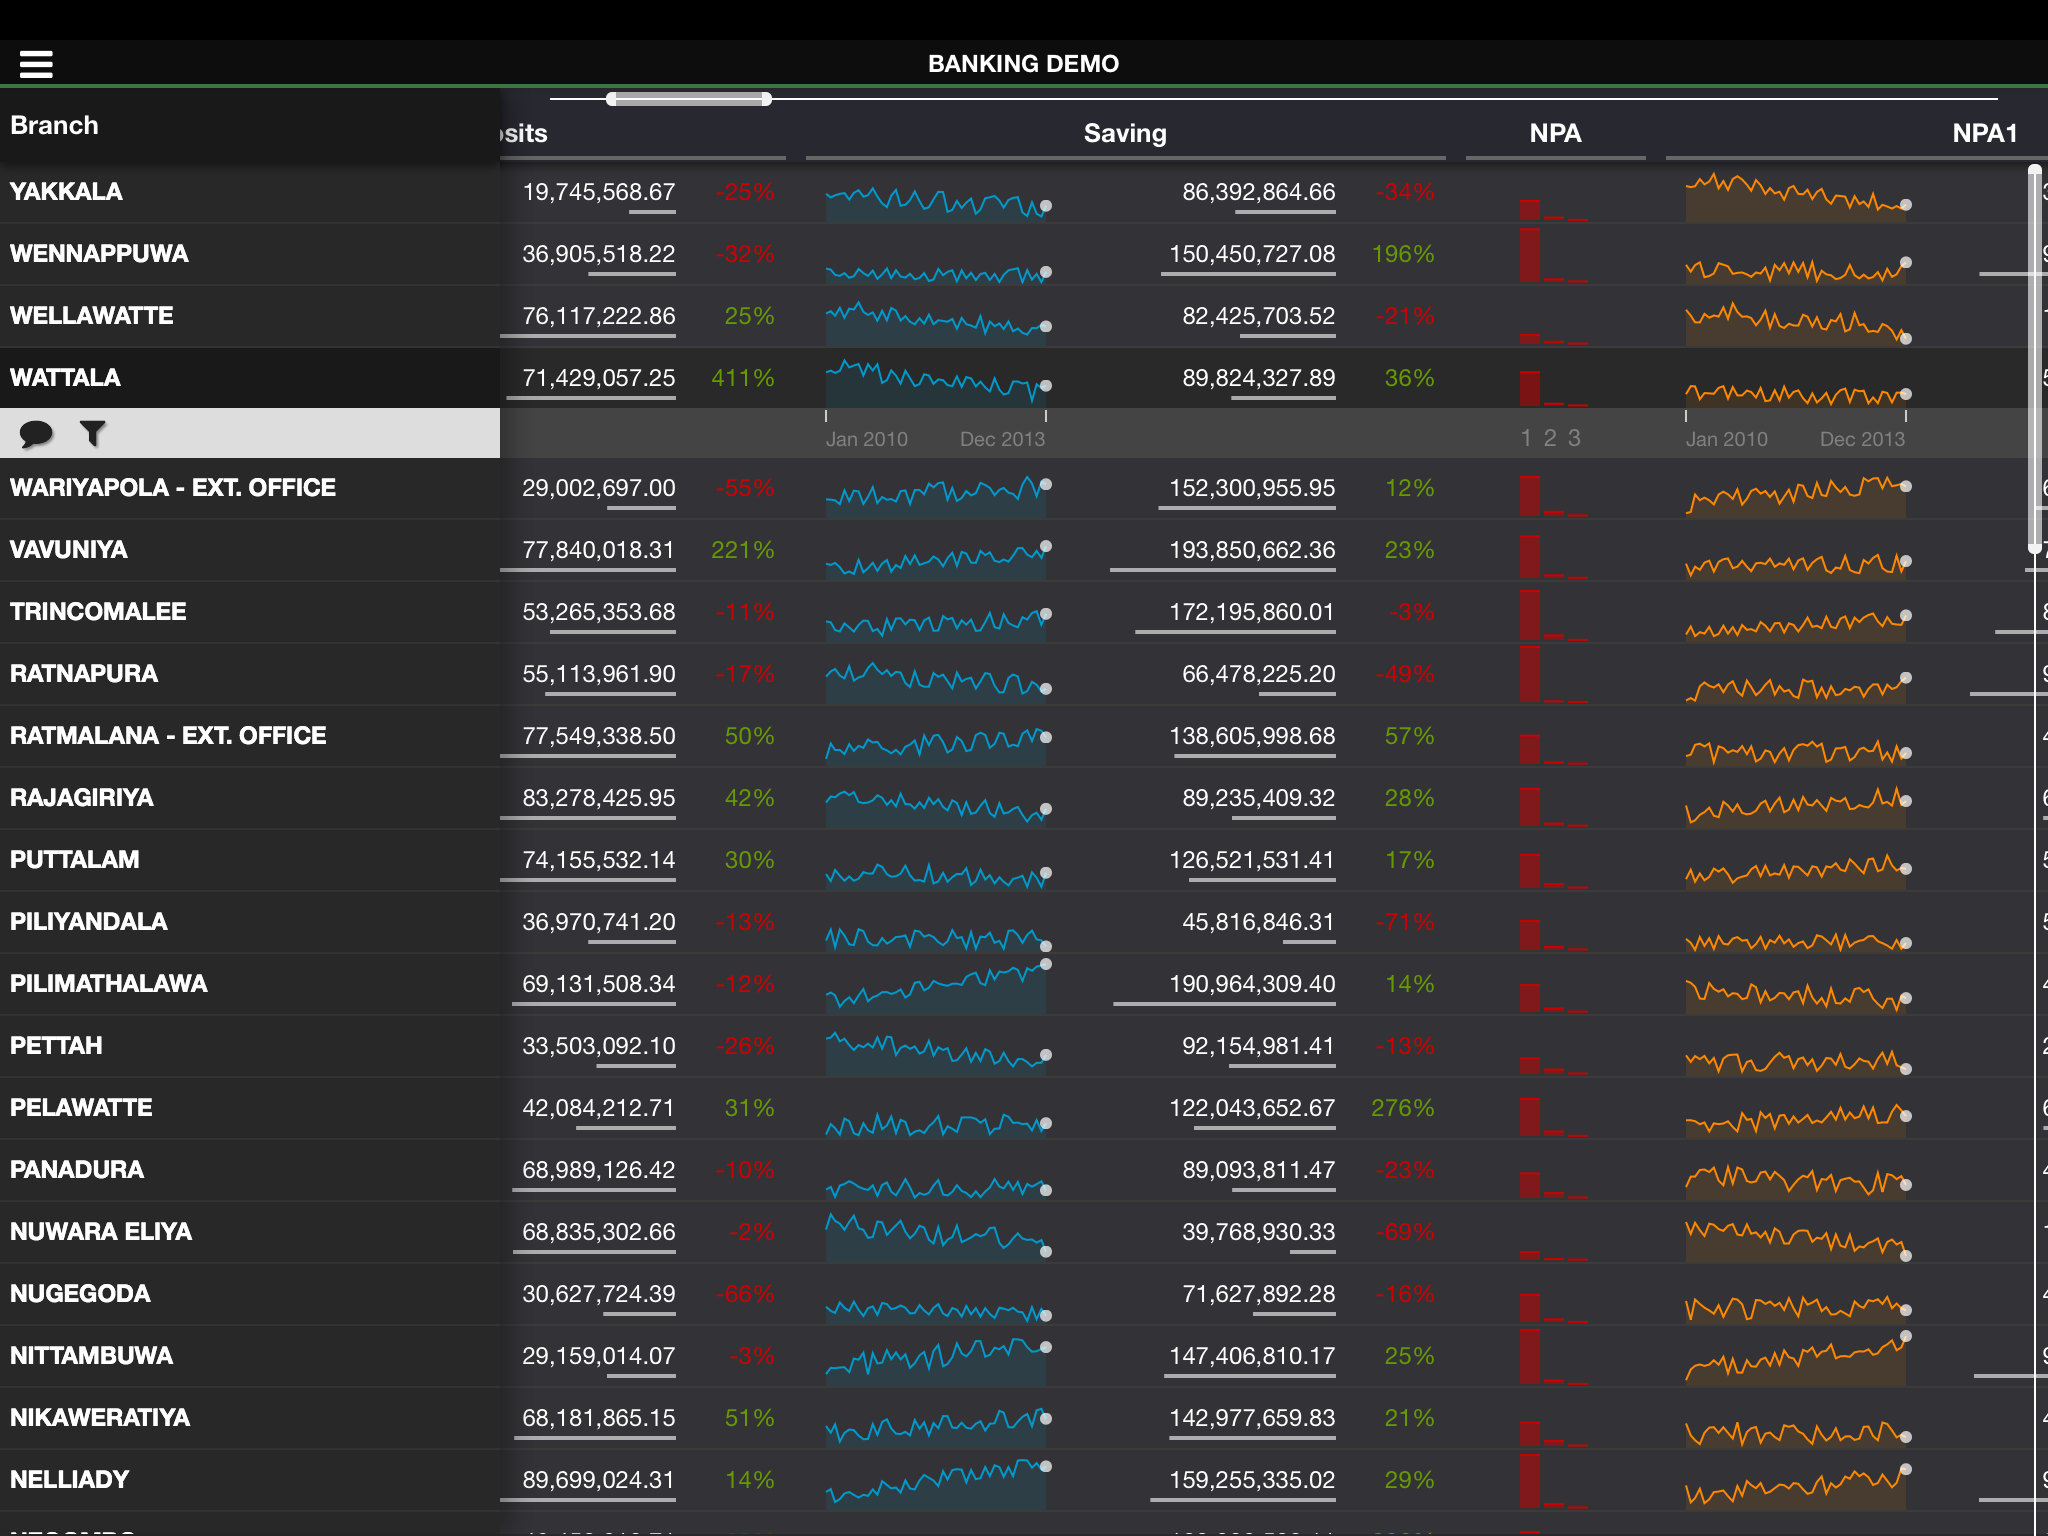 BANKING DEMO
Branch sits Saving NPA NPA1
YAKKALA 19,745,568.67 -25% 86,392,864.66 -34%
WENNAPPUWA 36,905,518.22 -32% 150,450,727.08 196%
WELLAWATTE 76,117,222.86 25% 82,425,703.52 -21%
WATTALA 71,429,057.25 411% 89,824,327.89 36%
Jan 2010 Dec 2013 1 2 3 Jan 2010 Dec 2013
WARIYAPOLA - EXT. OFFICE 29,002,697.00 -55% 152,300,955.95 12%
VAVUNIYA 77,840,018.31 221% 193,850,662.36 23%
TRINCOMALEE 53,265,353.68 -11% 172,195,860.01 -3%
RATNAPURA 55,113,961.90 -17% 66,478,225.20 -49%
RATMALANA - EXT. OFFICE 77,549,338.50 50% 138,605,998.68 57%
RAJAGIRIYA 83,278,425.95 42% 89,235,409.32 28%
PUTTALAM 74,155,532.14 30% 126,521,531.41 17%
PILIYANDALA 36,970,741.20 -13% 45,816,846.31 -71%
PILIMATHALAWA 69,131,508.34 -12% 190,964,309.40 14%
PETTAH 33,503,092.10 -26% 92,154,981.41 -13%
PELAWATTE 42,084,212.71 31% 122,043,652.67 276%
PANADURA 68,989,126.42 -10% 89,093,811.47 -23%
NUWARA ELIYA 68,835,302.66 -2% 39,768,930.33 -69%
NUGEGODA 30,627,724.39 -66% 71,627,892.28 -16%
NITTAMBUWA 29,159,014.07 -3% 147,406,810.17 25%
NIKAWERATIYA 68,181,865.15 51% 142,977,659.83 21%
NELLIADY 89,699,024.31 14% 159,255,335.02 29%